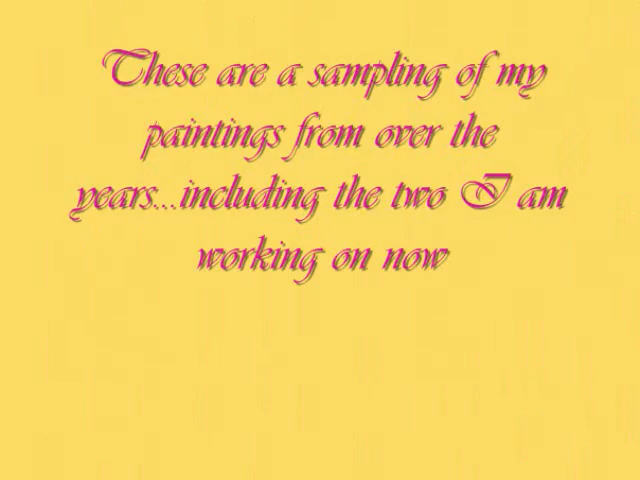 These are a sampling of my
paintings from over the
years...including the two I am
working on now